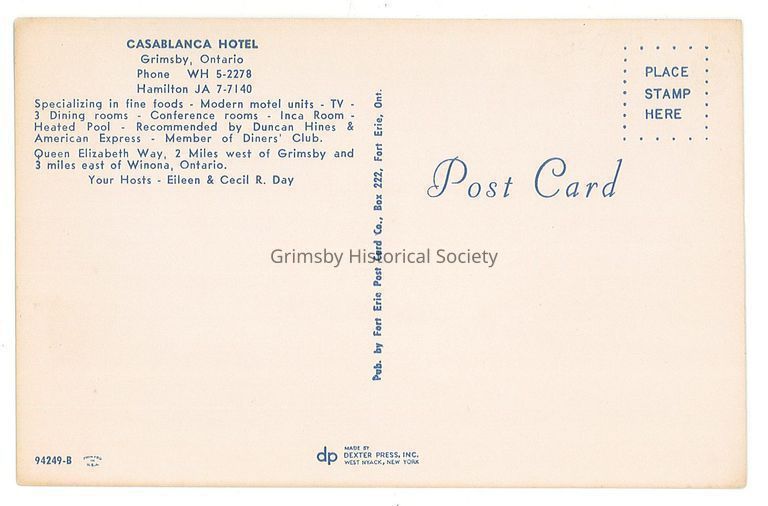 CASABLANCA HOTEL
Grimsby, Ontario
Phone WH 5-2278
Hamilton JA 7-7140
Specializing in fine foods - Modern motel units - TV -
3 Dining rooms - Conference rooms - Inca Room -
Heated Pool - Recommended by Duncan Hines &
American Express - Member of Diners' Club.
Queen Elizabeth Way, 2 Miles west of Grimsby and
3 miles east of Winona, Ontario.
Your Hosts - Eileen & Cecil R. Day
Pub. by Fort Erie Post Card Co., Box 222, Fort Erie, Ont.
PLACE
STAMP
HERE
Post Card
Grimsby Historical Society
94249-B
dp
MADE BY
DEXTER PRESS, INC.
WEST NYACK, NEW YORK